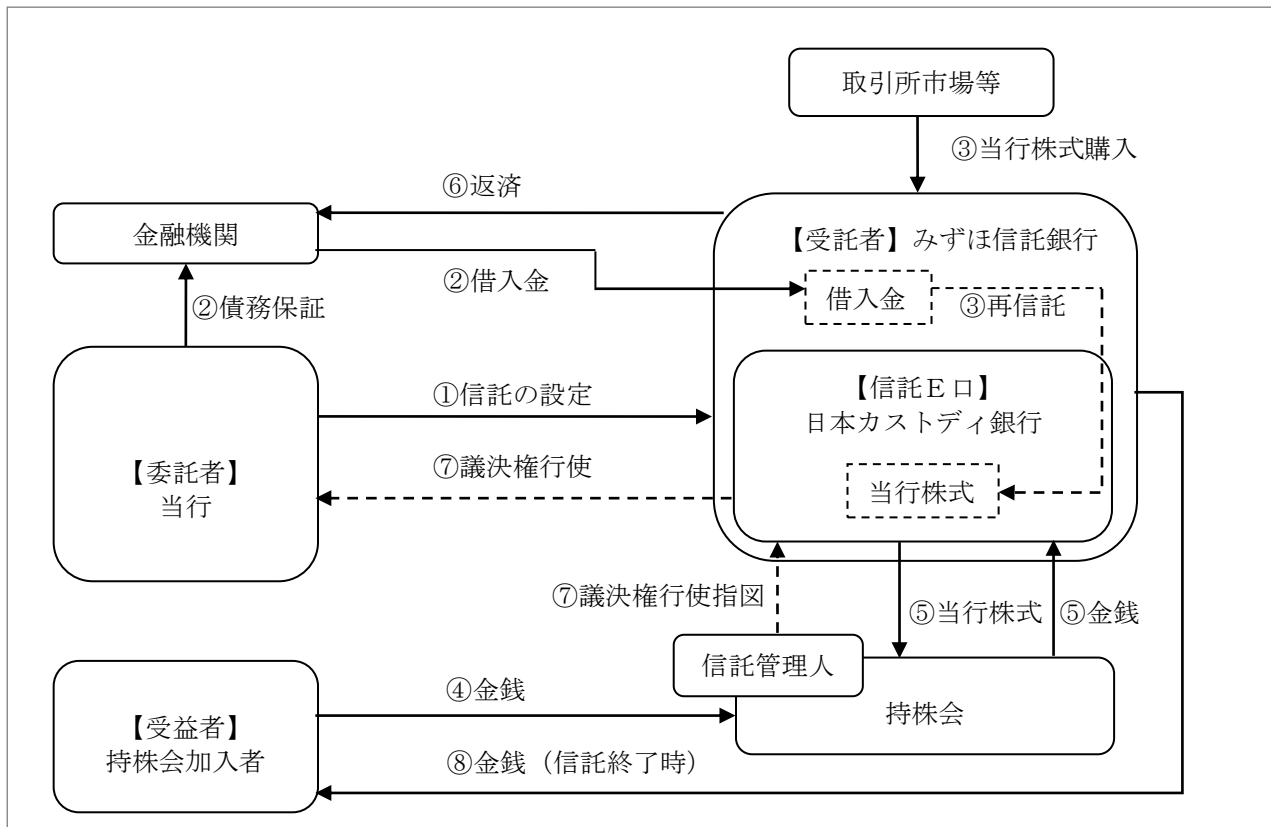 取引所市場等
③当行株式購入
⑥返済
金融機関
【受託者】みずほ信託銀行
②借入金
借入金
③再信託
②債務保証
【信託Ｅ口】
日本カストディ銀行
①信託の設定
【委託者】
当行
⑦議決権行使
当行株式
⑦議決権行使指図
⑤当行株式
⑤金銭
信託管理人
④金銭
持株会
【受益者】
持株会加入者
⑧金銭（信託終了時）